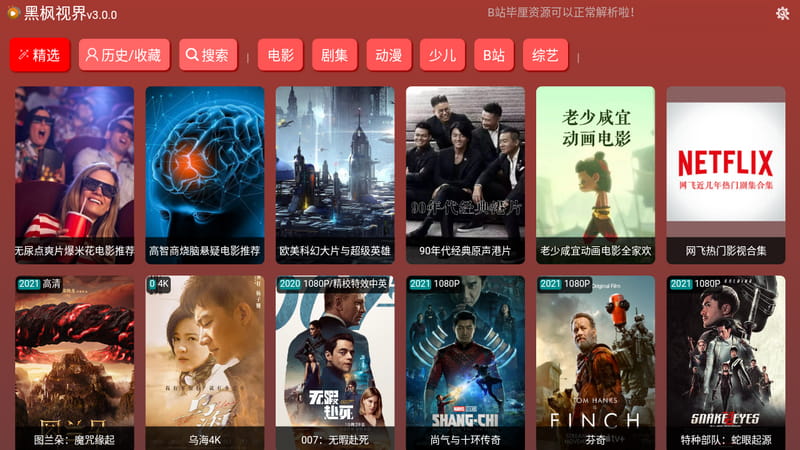 黑枫视界v3.0.0
B站毕厘资源可以正常解析啦！
精选
历史/收藏
搜索
电影
剧集
动漫
少儿
B站
综艺
90年代经典港片
老少咸宜
动画电影
NETFLIX
网飞近几年热门剧集合集
无尿点爽片爆米花电影推荐
高智商烧脑悬疑电影推荐
欧美科幻大片与超级英雄
90年代经典原声港片
老少咸宜动画电影全家欢
网飞热门影视合集
2021 高清
0 4K
2020 1080P/精校特效中英
2021 1080P
2021 1080P
Original Film
2021 1080P
无暇
赴死
MARVEL STUDIOS
SHANG-CHI
TOM HANKS
FINCH
SNAKE EYES
图兰朵：魔咒緣起
乌海4K
007：无暇赴死
尚气与十环传奇
芬奇
特种部队：蛇眼起源